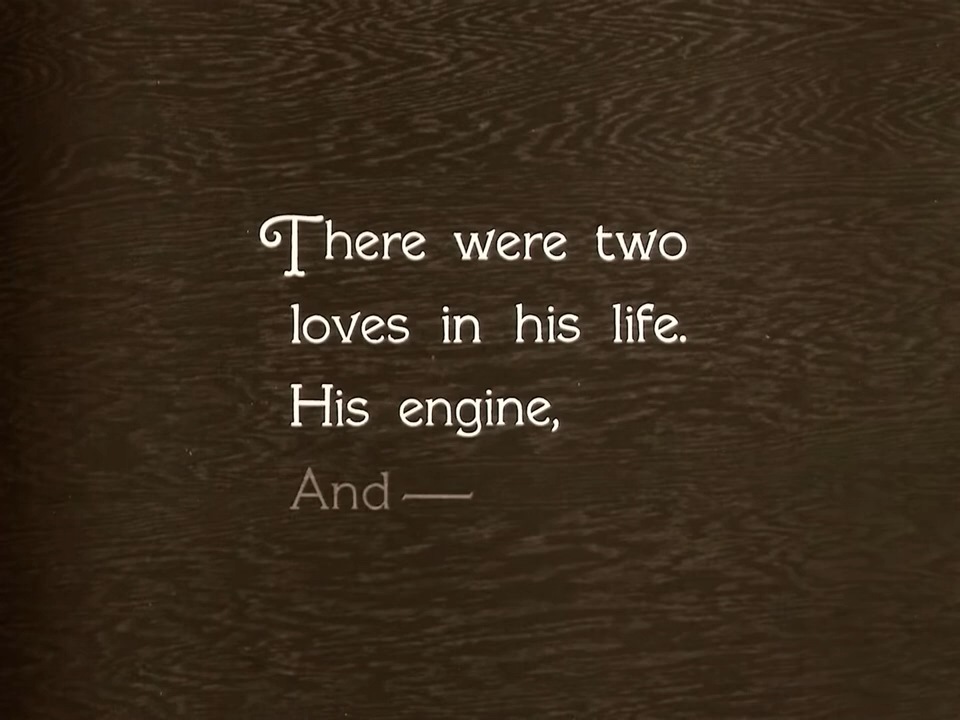 There were two
loves in his life.
His engine,
And —